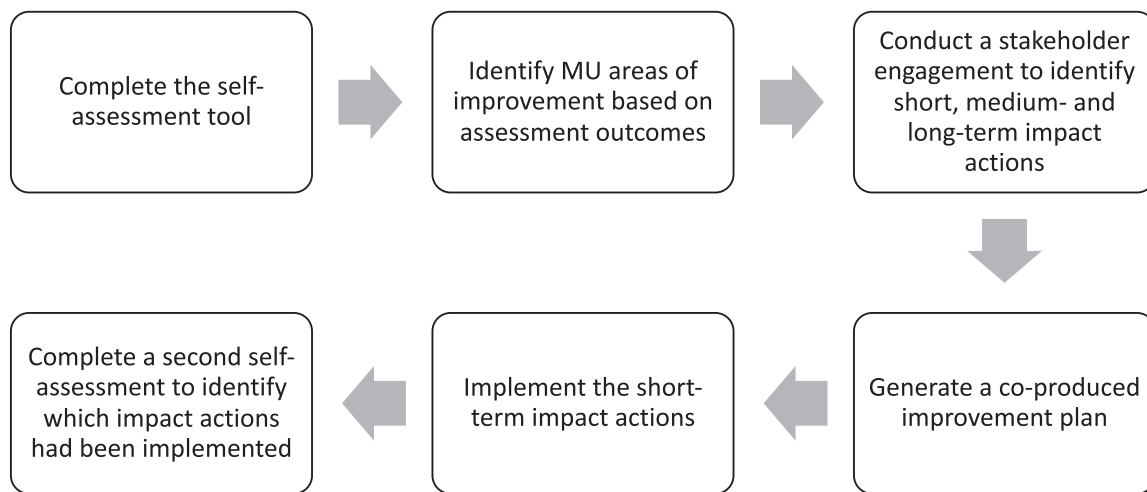 Complete the self-
assessment tool
Identify MU areas of
improvement based on
assessment outcomes
Conduct a stakeholder
engagement to identify
short, medium- and
long-term impact
actions
Generate a co-produced
improvement plan
Implement the short-
term impact actions
Complete a second self-
assessment to identify
which impact actions
had been implemented